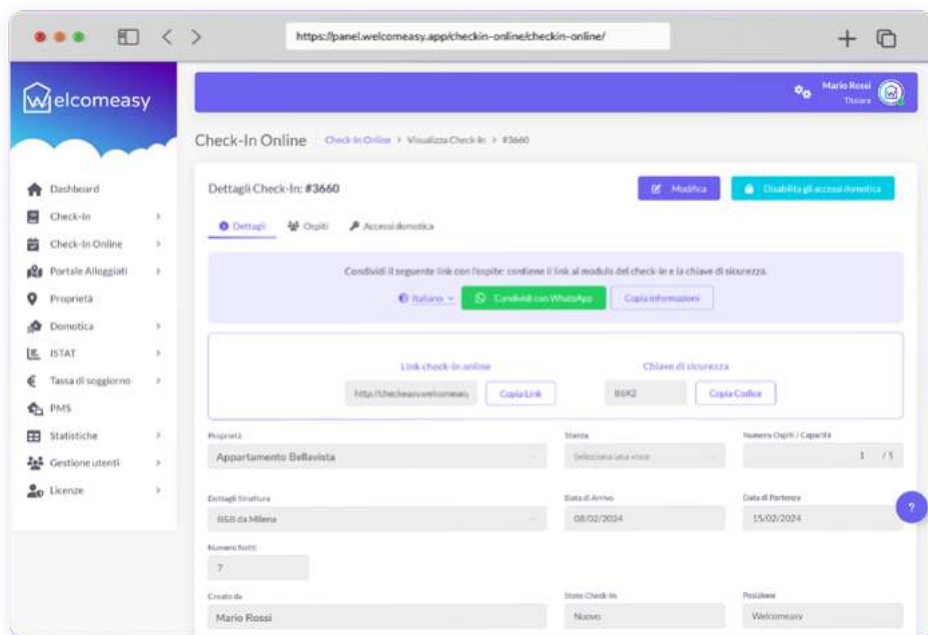 https://panel.welcomeasy.app/checkin-online/checkin-online/
Welcomeasy
Mario Rossi
Titolare
Check-In Online Check-In Online > Visualizza Check-In > #3660
Dashboard
Check-In
Check-In Online
Portale Alloggiati
Proprietà
Domotica
ISTAT
Tassa di soggiorno
PMS
Statistiche
Gestione utenti
Licenze
Dettagli Check-In: #3660
Modifica
Disabilita gli accessi domotica
Dettagli Ospiti Accessi domotica
Condividi il seguente link con l'ospite: contiene il link al modulo del check-in e la chiave di sicurezza.
Italiano Condividi con WhatsApp Copia informazioni
Link check-in online Chiave di sicurezza
Copia Link Copia Codice
Proprietà Stanza Numero Ospiti / Capacità
Appartamento Bellavista Seleziona una voce 1 / 5
Dettagli Struttura Data di Arrivo Data di Partenza
B&B da Milena 08/02/2024 15/02/2024
?
Numero Notti
7
Creato da Stato Check-In Posizione
Mario Rossi Nuovo Welcomeasy